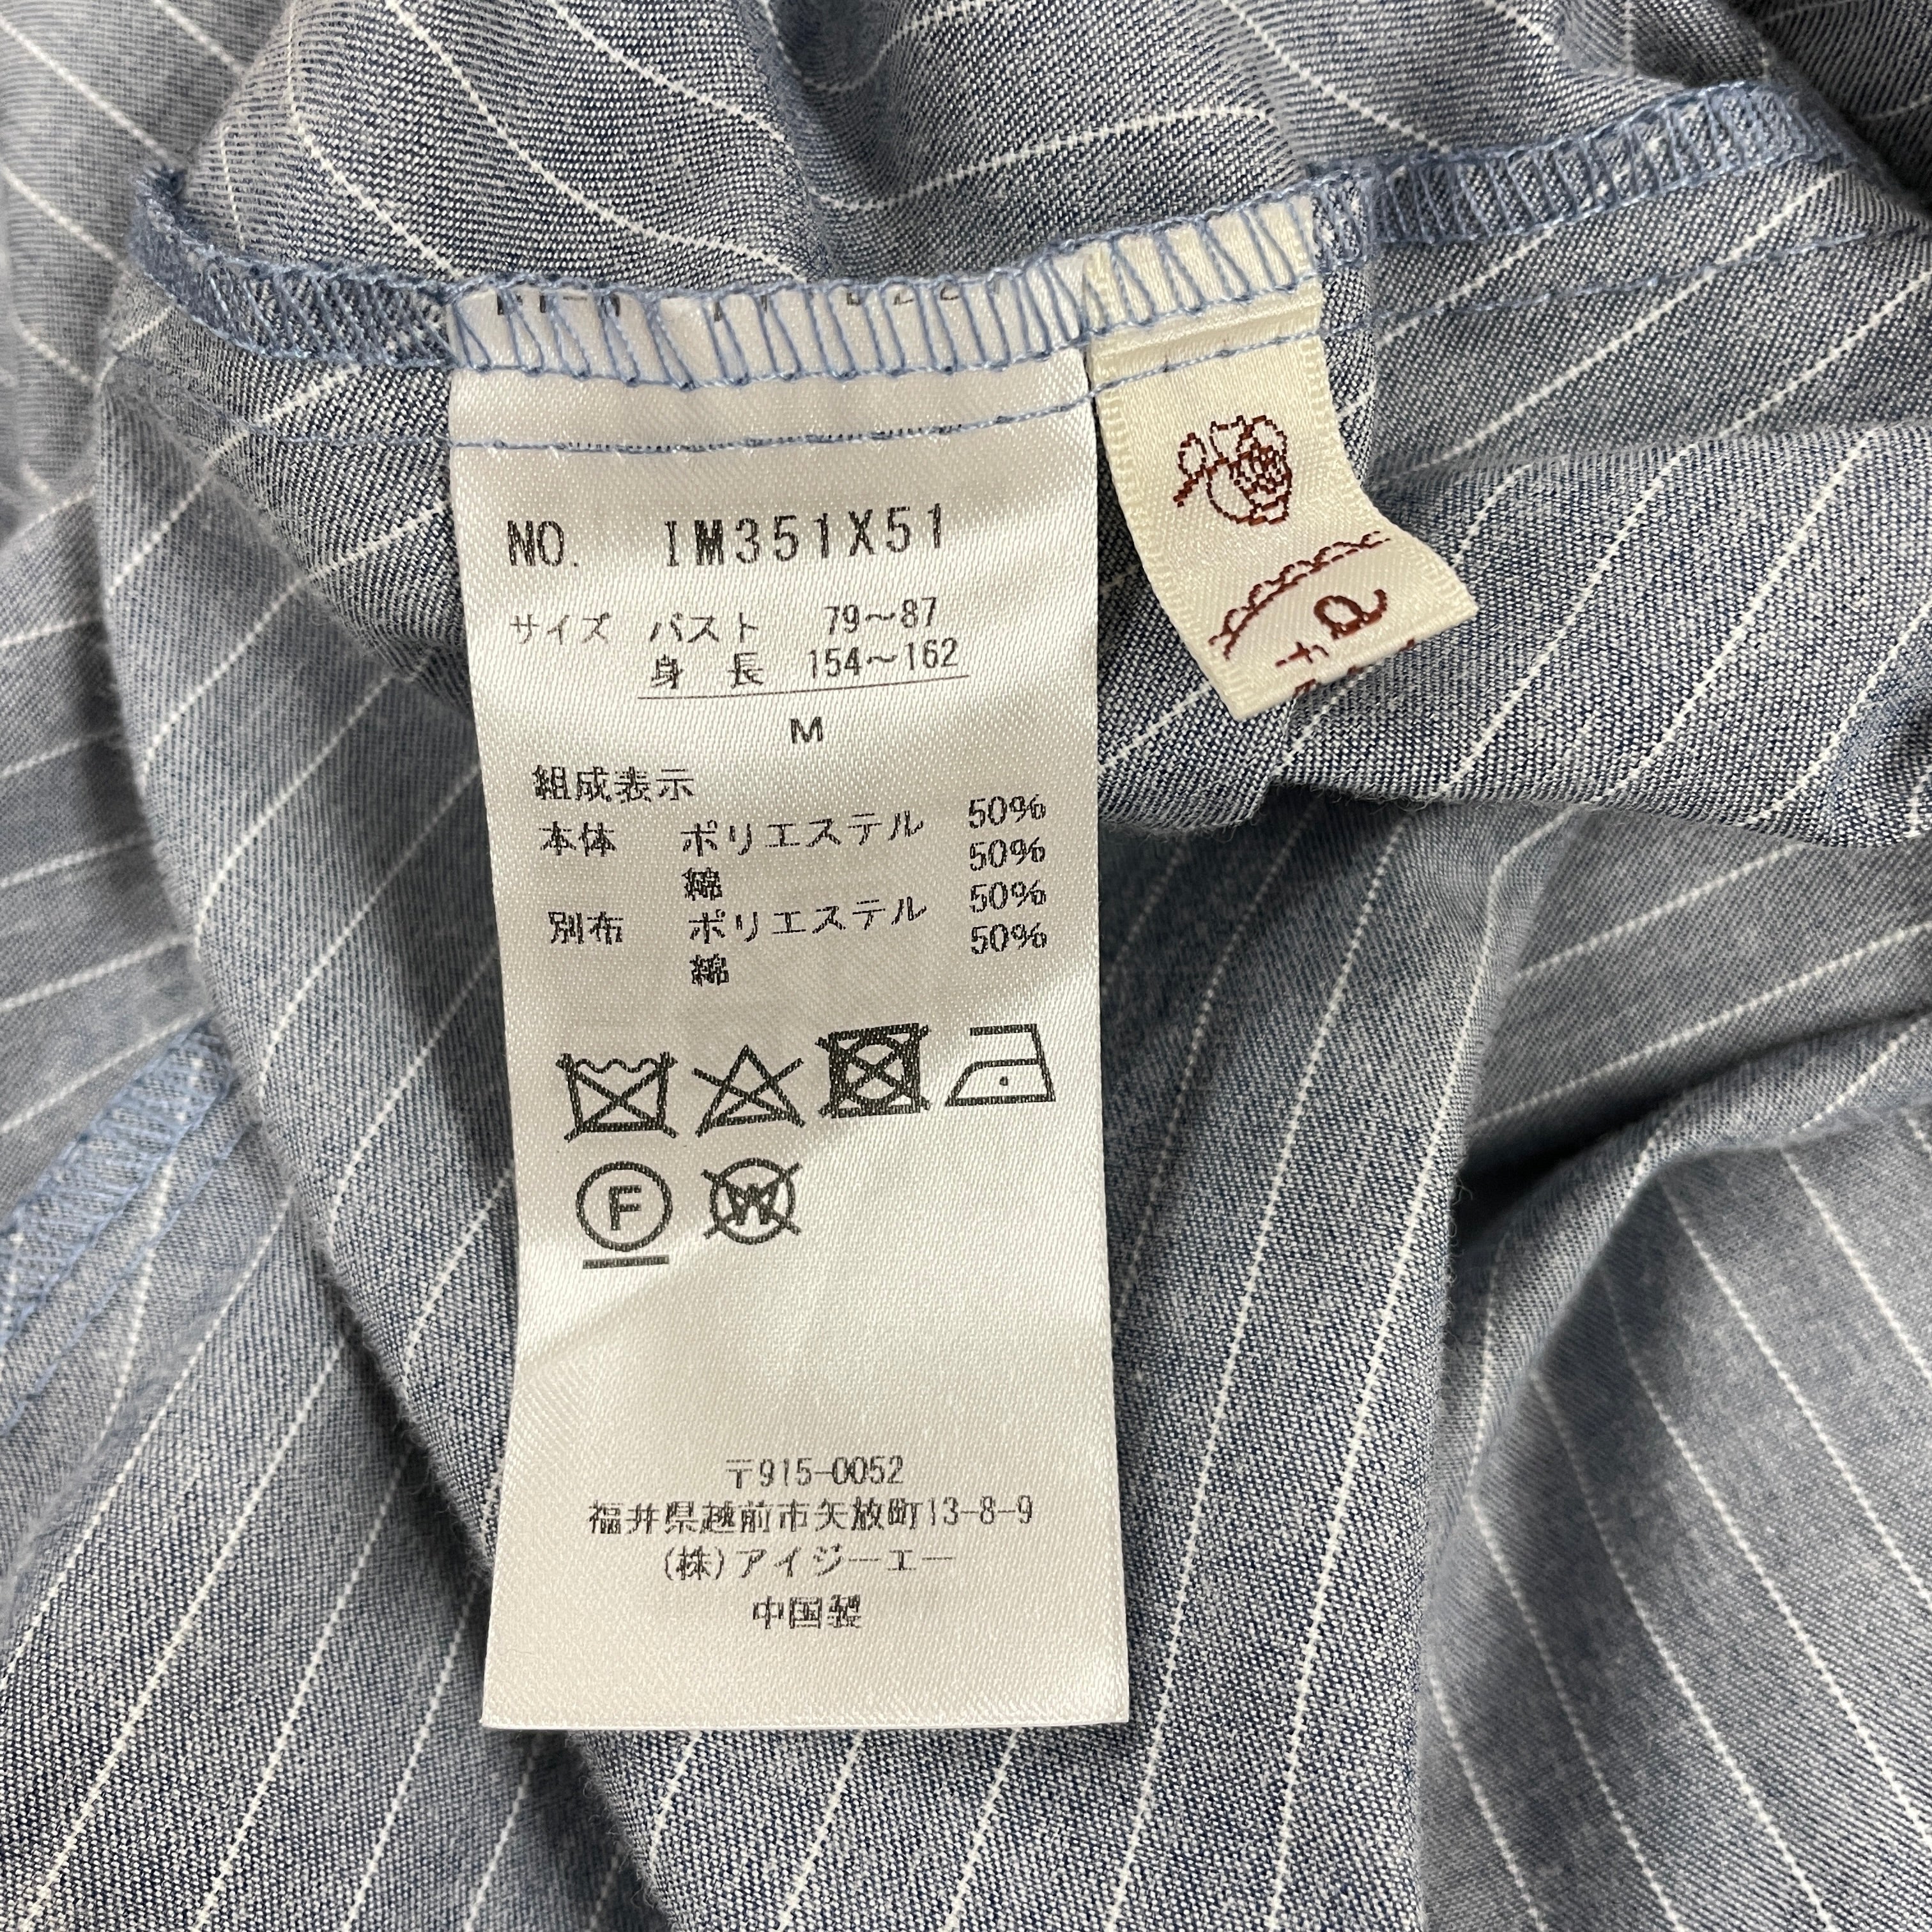 NO. IM351X51
サイズ バスト 79～87
身長 154～162
M
組成表示
本体 ポリエステル 50%
綿 50%
別布 ポリエステル 50%
綿 50%
F
W
〒915-0052
福井県越前市矢放町13-8-9
(株)アイジーエー
中国製